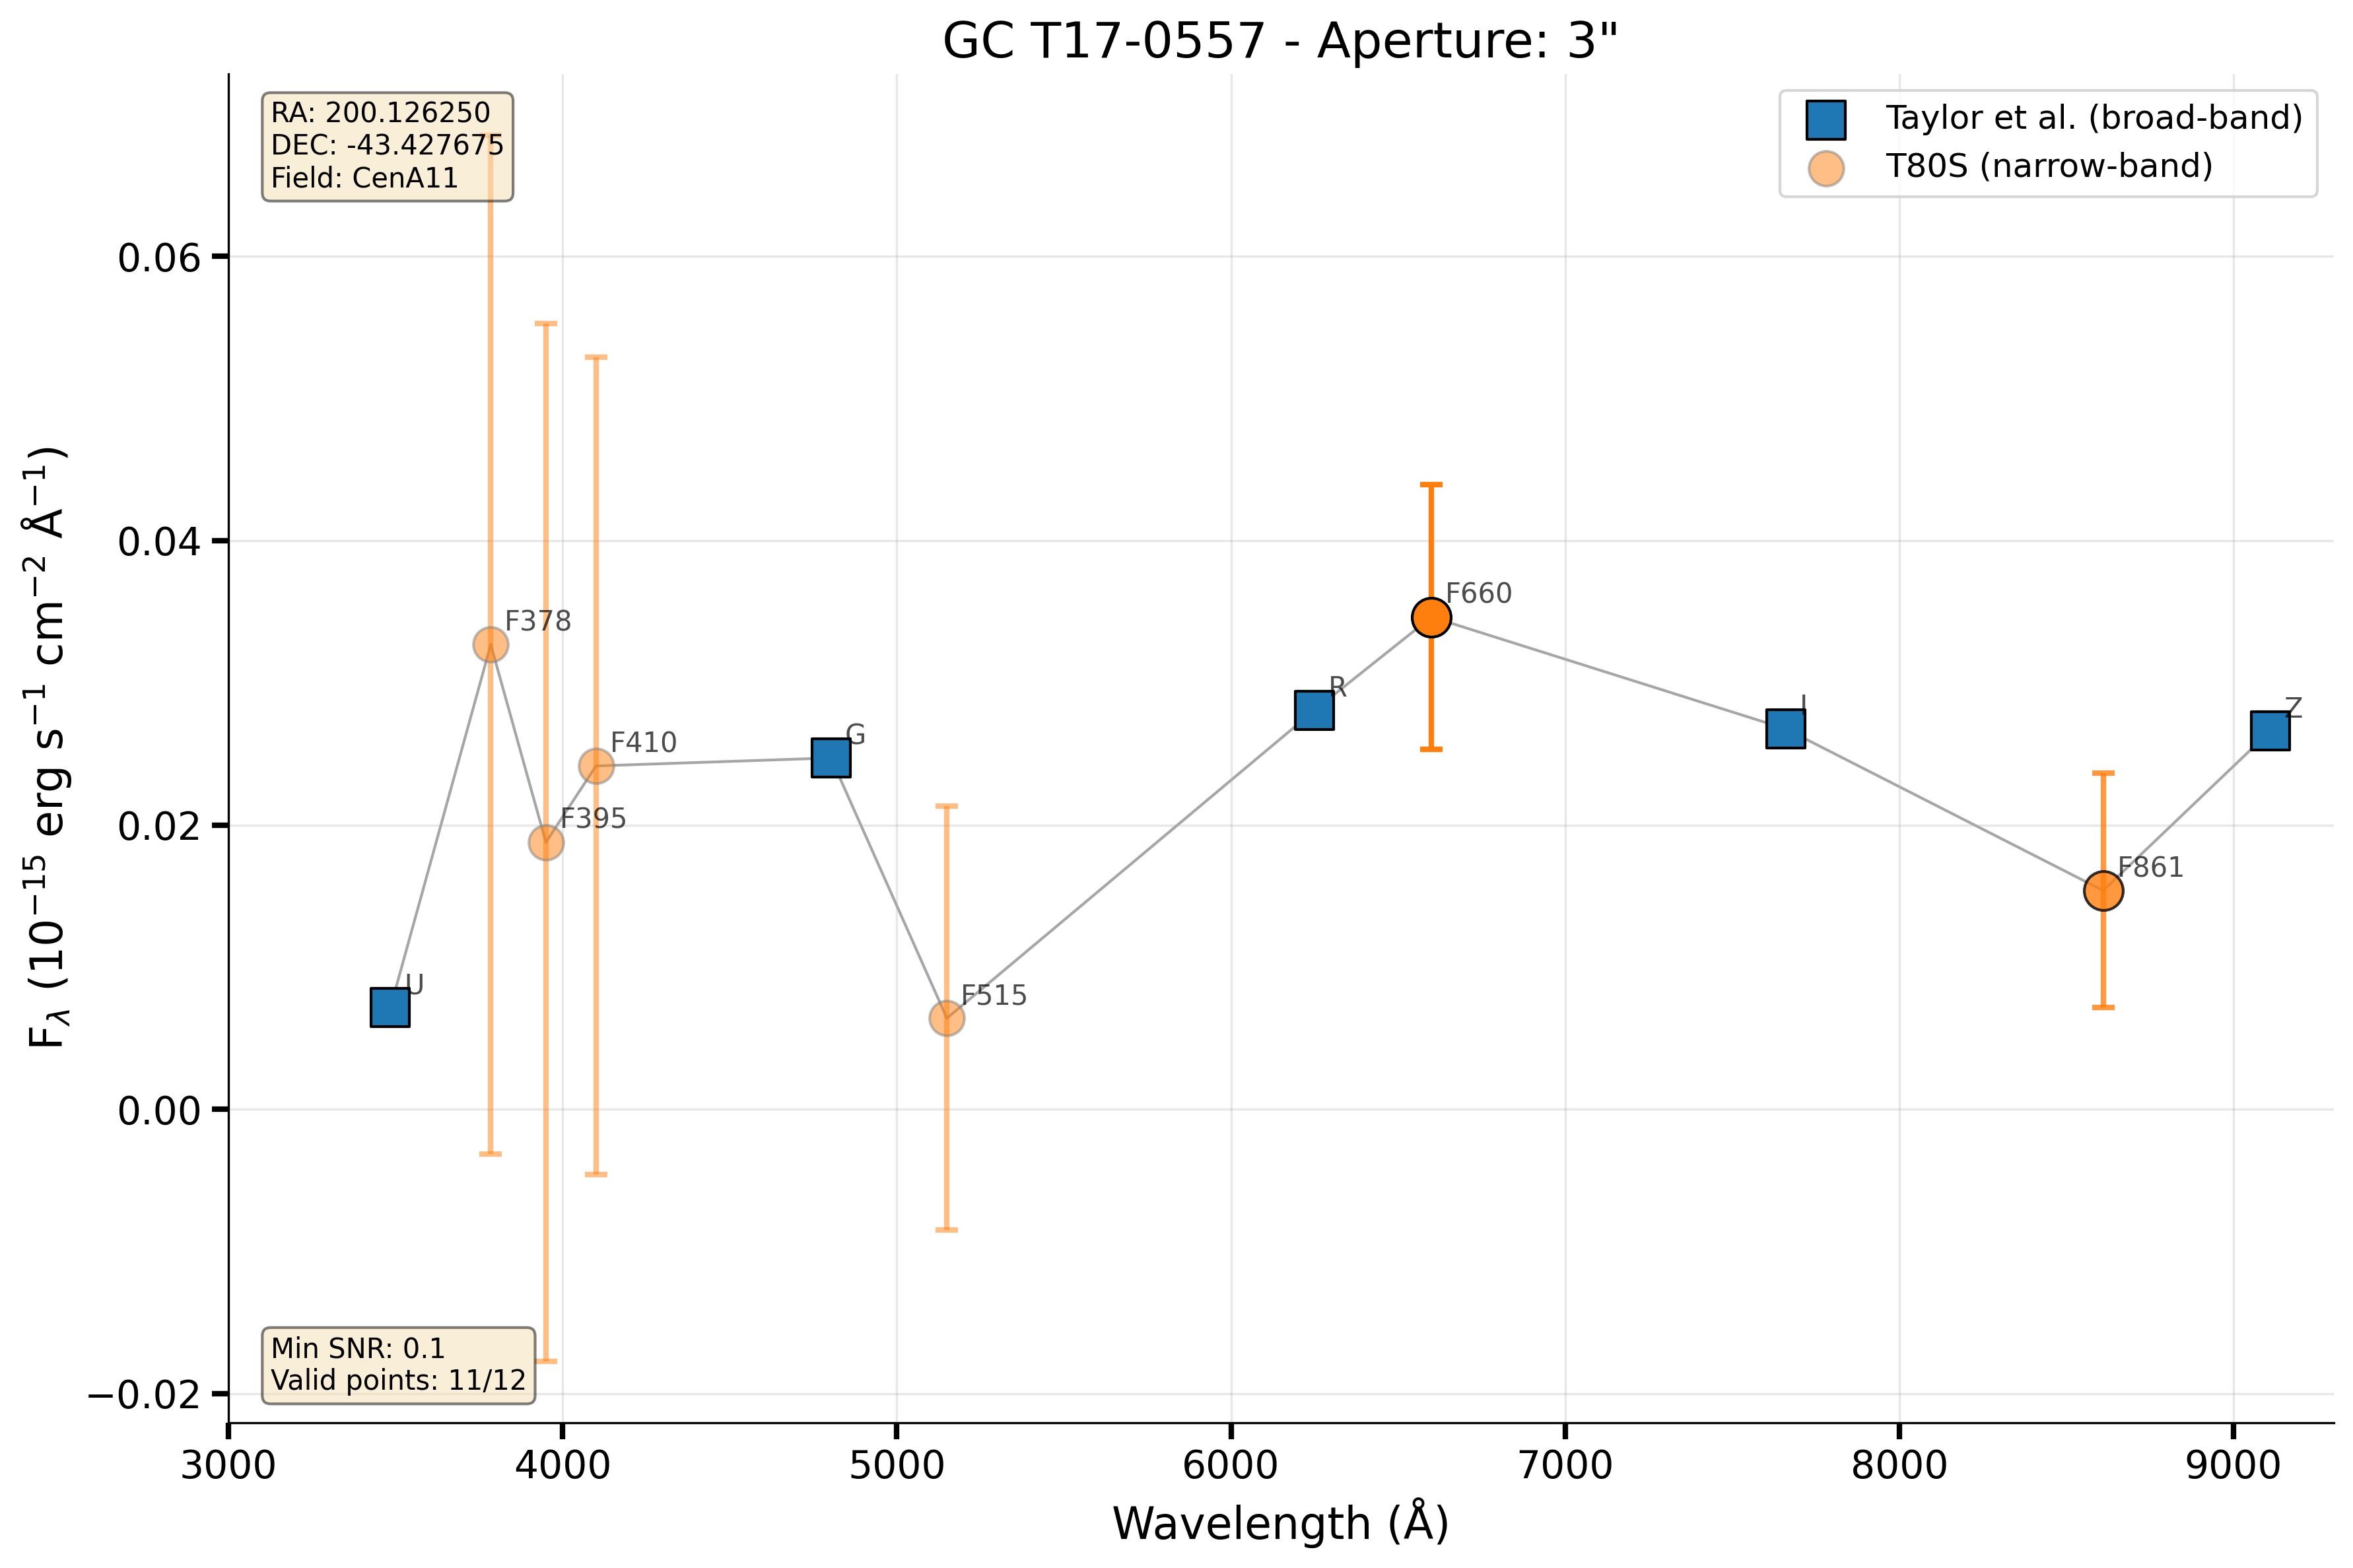 GC T17-0557 - Aperture: 3"
RA: 200.126250
DEC: -43.427675
Field: CenA11
Taylor et al. (broad-band)
T80S (narrow-band)
0.06
0.04
0.02
0.00
−0.02
F$_{λ}$ (10$^{−15}$ erg s$^{−1}$ cm$^{−2}$ Å$^{−1}$)
U
F378
F395
F410
G
F515
R
F660
I
F861
Z
Min SNR: 0.1
Valid points: 11/12
3000
4000
5000
6000
7000
8000
9000
Wavelength (Å)